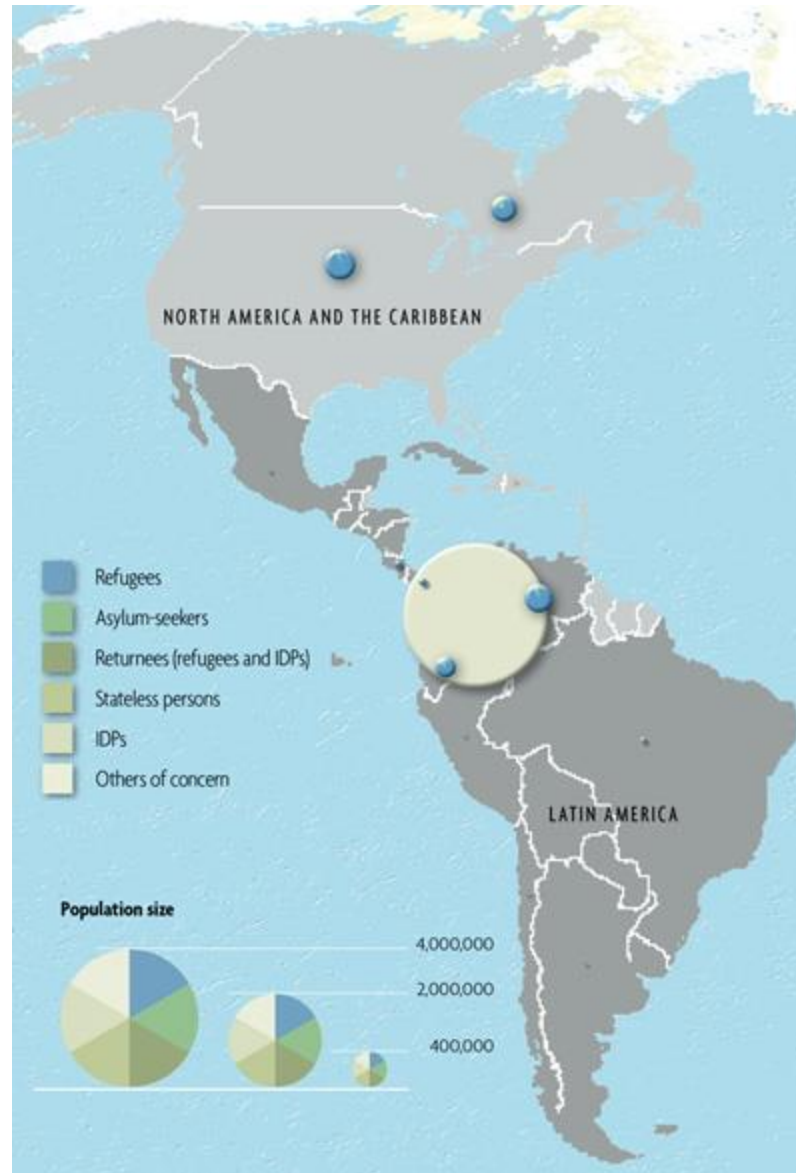 NORTH AMERICA AND THE CARIBBEAN
Refugees
Asylum-seekers
Returnees (refugees and IDPs)
Stateless persons
IDPs
Others of concern
LATIN AMERICA
Population size
4,000,000
2,000,000
400,000